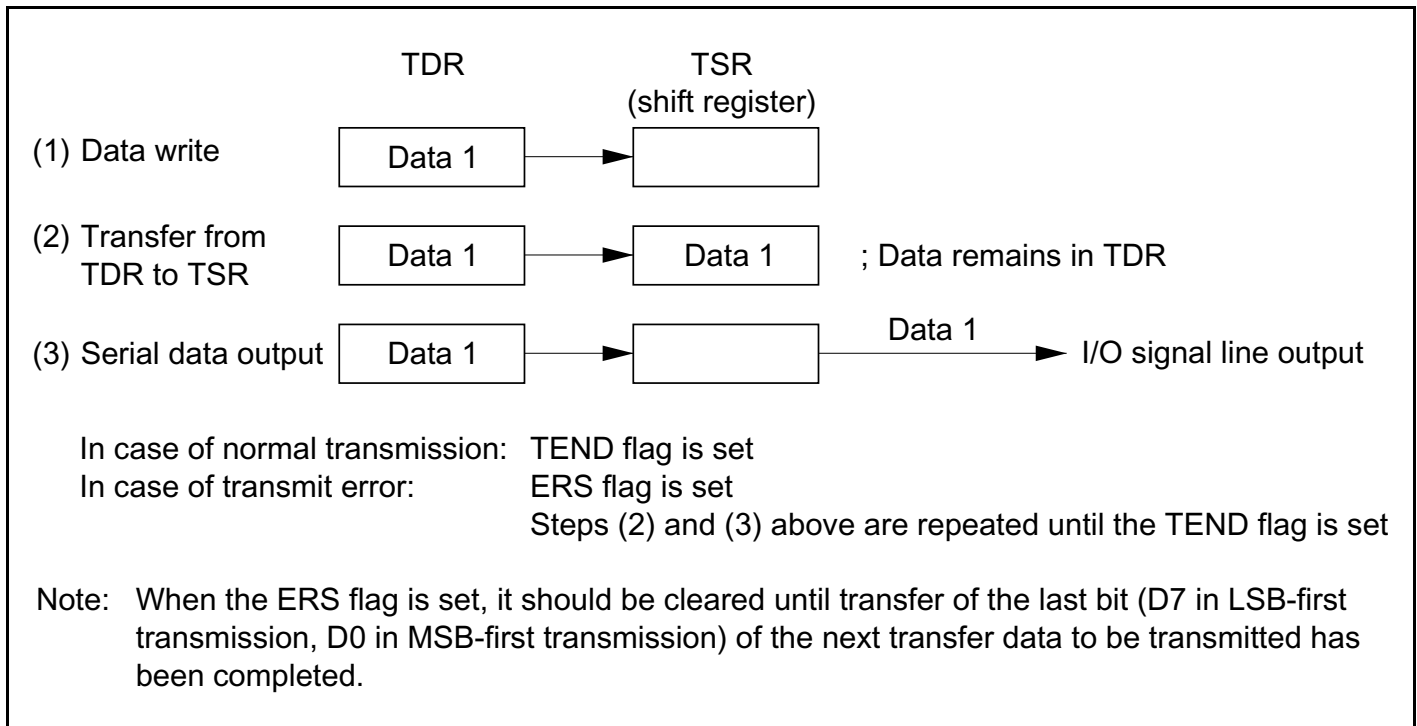 TDR TSR
(shift register)
(1) Data write Data 1
(2) Transfer from
TDR to TSR Data 1 Data 1 ; Data remains in TDR
(3) Serial data output Data 1 Data 1 I/O signal line output
In case of normal transmission: TEND flag is set
In case of transmit error: ERS flag is set
Steps (2) and (3) above are repeated until the TEND flag is set
Note: When the ERS flag is set, it should be cleared until transfer of the last bit (D7 in LSB-first
transmission, D0 in MSB-first transmission) of the next transfer data to be transmitted has
been completed.